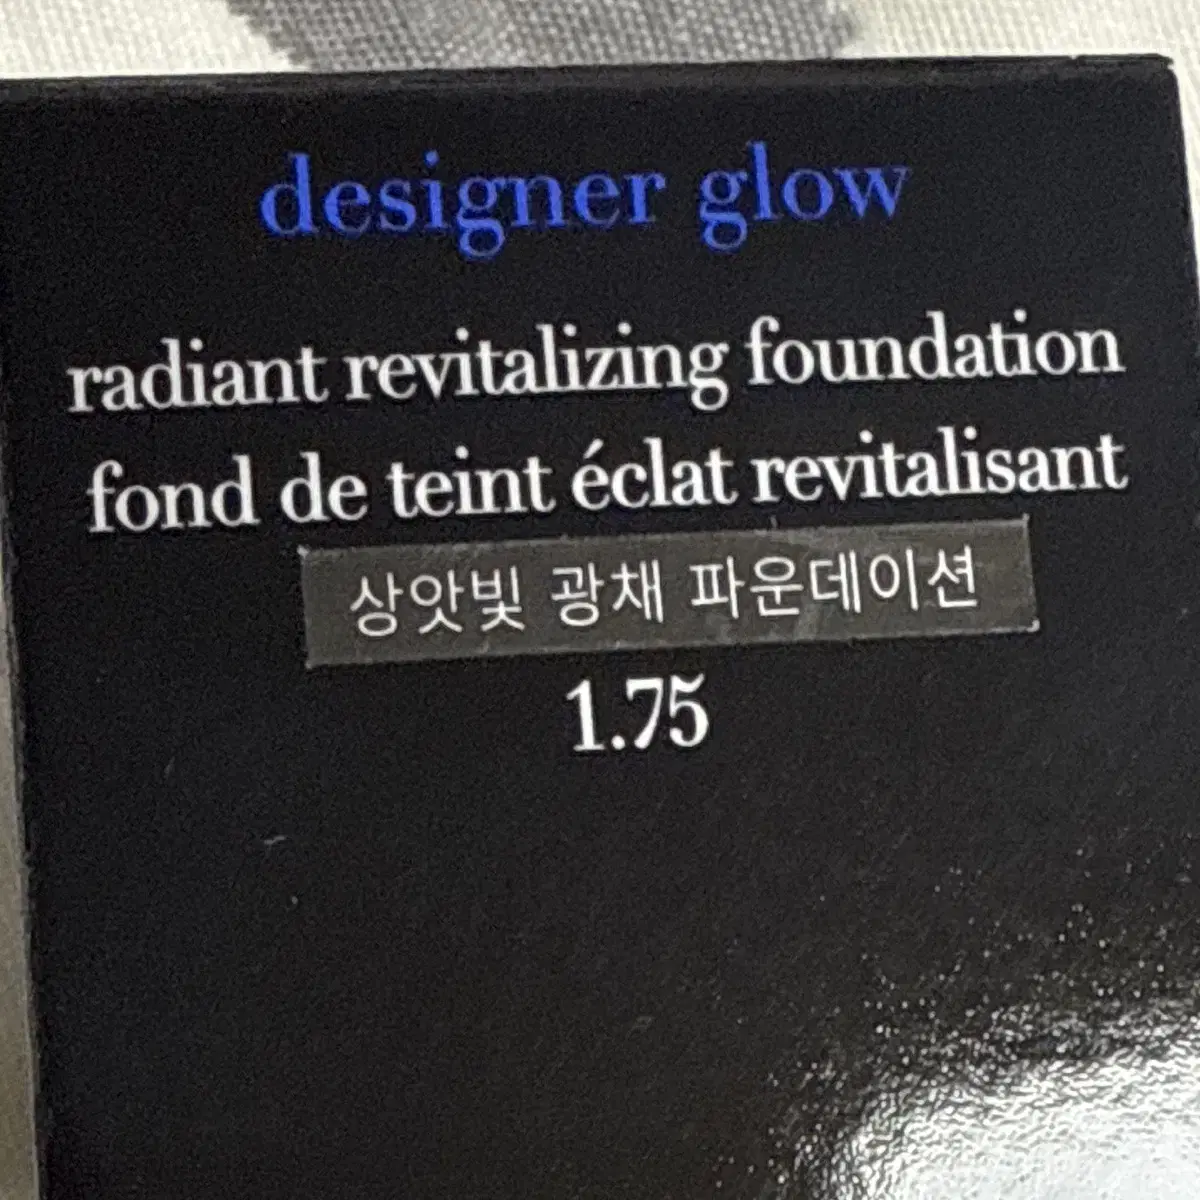 designer glow
radiant revitalizing foundation
fond de teint éclat revitalisant
상앗빛 광채 파운데이션
1.75